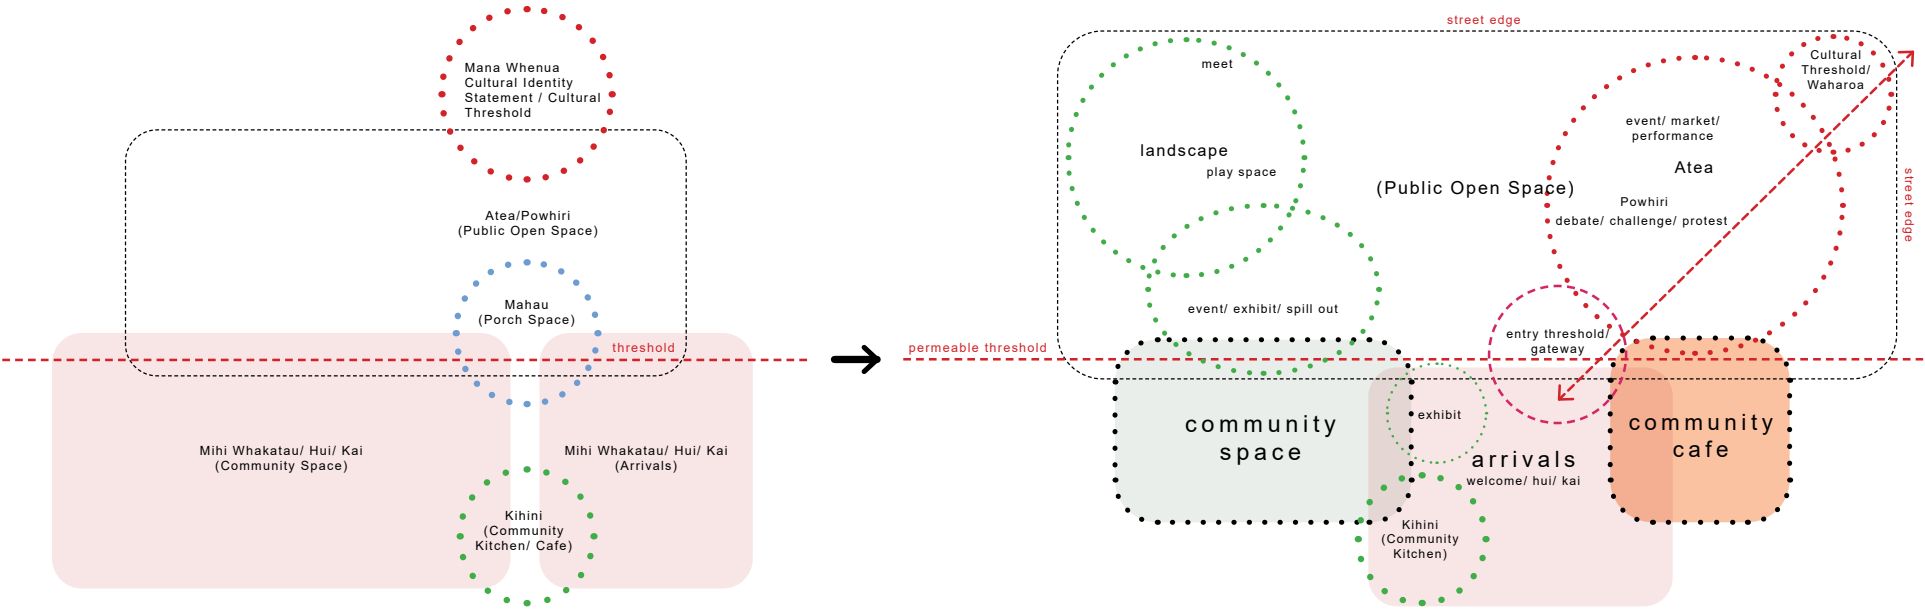 Mana Whenua
Cultural Identity
Statement / Cultural
Threshold
Atea/Powhiri
(Public Open Space)
Mahau
(Porch Space)
threshold
Mihi Whakatau/ Hui/ Kai
(Community Space)
Mihi Whakatau/ Hui/ Kai
(Arrivals)
Kihini
(Community
Kitchen/ Cafe)
street edge
meet
Cultural
Threshold/
Waharoa
event/ market/
performance
landscape
play space
Atea
(Public Open Space)
Powhiri
debate/ challenge/ protest
street edge
event/ exhibit/ spill out
entry threshold/
gateway
permeable threshold
community
space
exhibit
arrivals
welcome/ hui/ kai
community
cafe
Kihini
(Community
Kitchen)